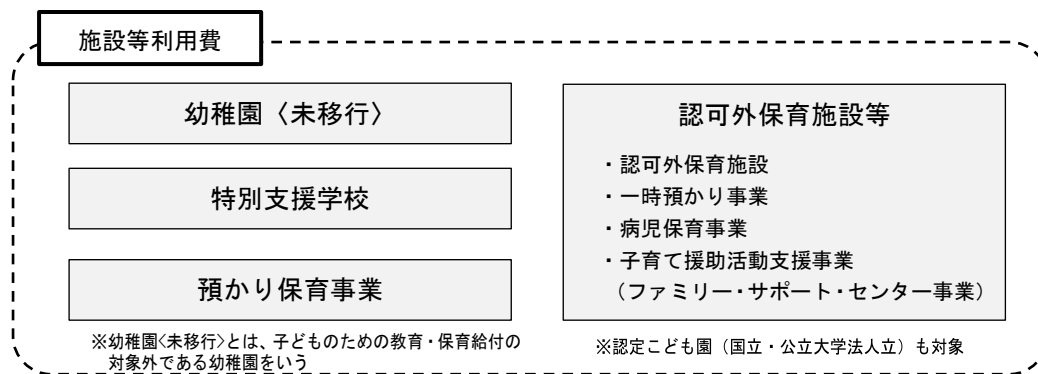 施設等利用費
幼稚園〈未移行〉
特別支援学校
預かり保育事業
※幼稚園<未移行>とは、子どものための教育・保育給付の
対象外である幼稚園をいう
認可外保育施設等
・認可外保育施設
・一時預かり事業
・病児保育事業
・子育て援助活動支援事業
（ファミリー・サポート・センター事業）
※認定こども園（国立・公立大学法人立）も対象